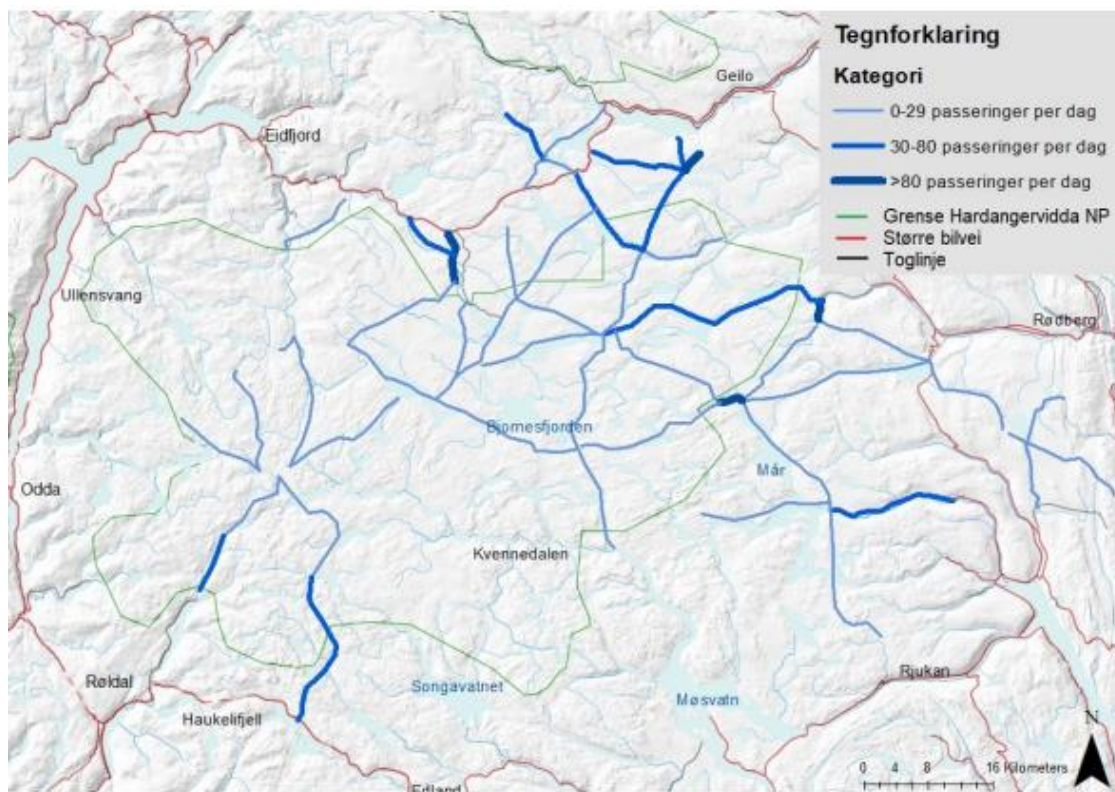 Tegnforklaring
Kategori
0-29 passeringer per dag
30-80 passeringer per dag
>80 passeringer per dag
Grense Hardangervidda NP
Større bilvei
Toglinje
Geilo
Eidfjord
Ullensvang
Rødberg
Bjornesfjorden
Mår
Odda
Kvennedalen
Røldal
Songavatnet
Møsvatn
Rjukan
Haukelifjell
N
0 4 8 16 Kilometers